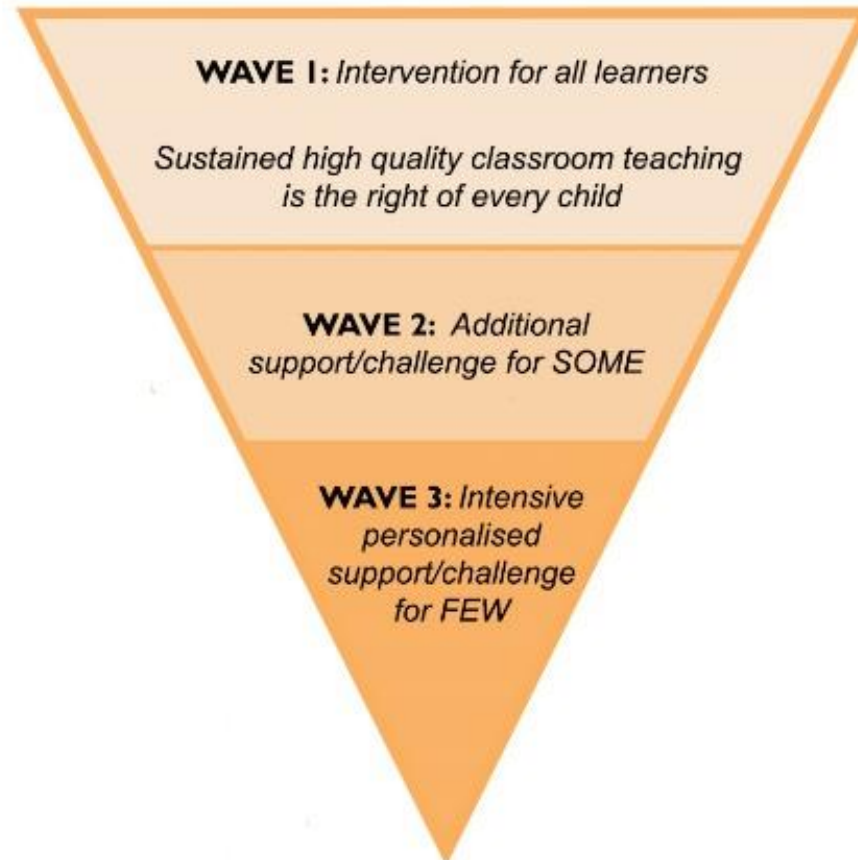 WAVE 1: Intervention for all learners
Sustained high quality classroom teaching
is the right of every child
WAVE 2: Additional
support/challenge for SOME
WAVE 3: Intensive
personalised
support/challenge
for FEW